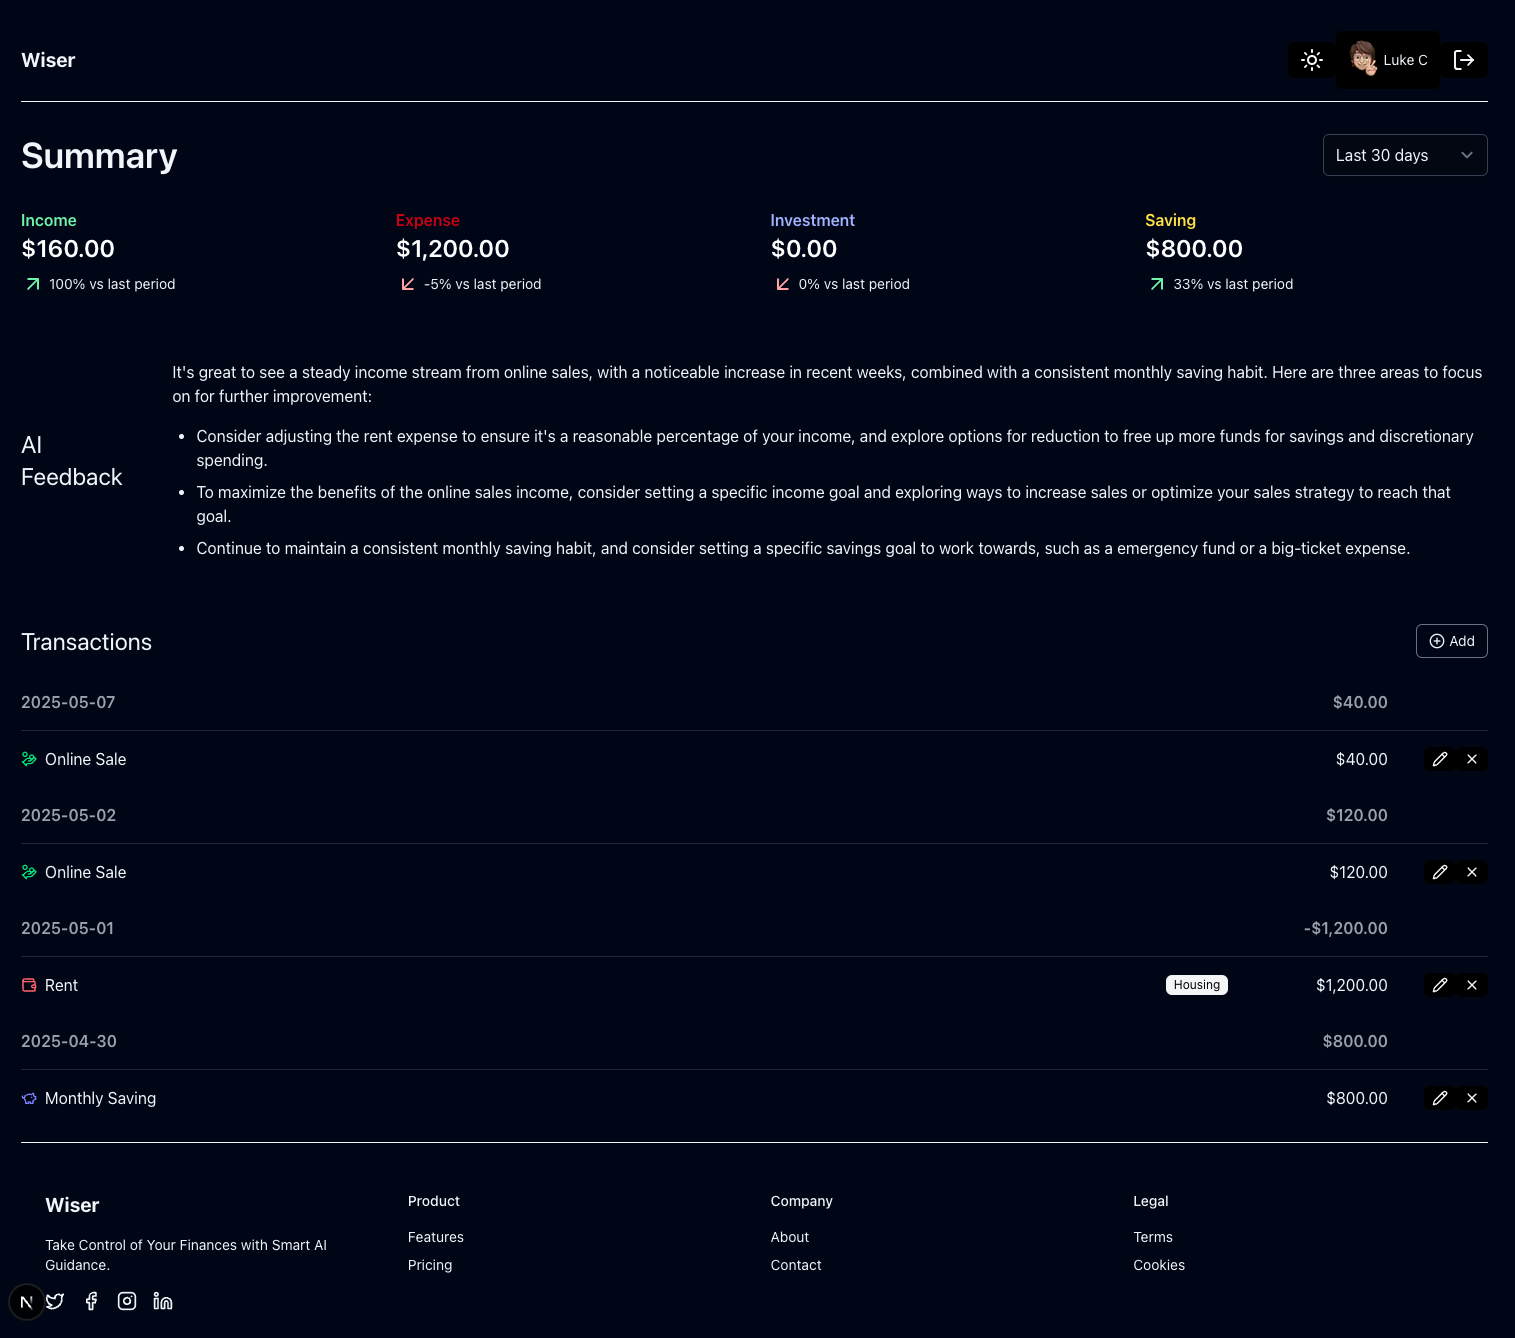 Wiser
Luke C
Summary
Last 30 days
Income
$160.00
100% vs last period
Expense
$1,200.00
-5% vs last period
Investment
$0.00
0% vs last period
Saving
$800.00
33% vs last period
AI
Feedback
It's great to see a steady income stream from online sales, with a noticeable increase in recent weeks, combined with a consistent monthly saving habit. Here are three areas to focus
on for further improvement:
• Consider adjusting the rent expense to ensure it's a reasonable percentage of your income, and explore options for reduction to free up more funds for savings and discretionary
spending.
• To maximize the benefits of the online sales income, consider setting a specific income goal and exploring ways to increase sales or optimize your sales strategy to reach that
goal.
• Continue to maintain a consistent monthly saving habit, and consider setting a specific savings goal to work towards, such as a emergency fund or a big-ticket expense.
Transactions
Add
2025-05-07 $40.00
Online Sale $40.00
2025-05-02 $120.00
Online Sale $120.00
2025-05-01 -$1,200.00
Rent Housing $1,200.00
2025-04-30 $800.00
Monthly Saving $800.00
Wiser
Take Control of Your Finances with Smart AI
Guidance.
Product
Features
Pricing
Company
About
Contact
Legal
Terms
Cookies
N